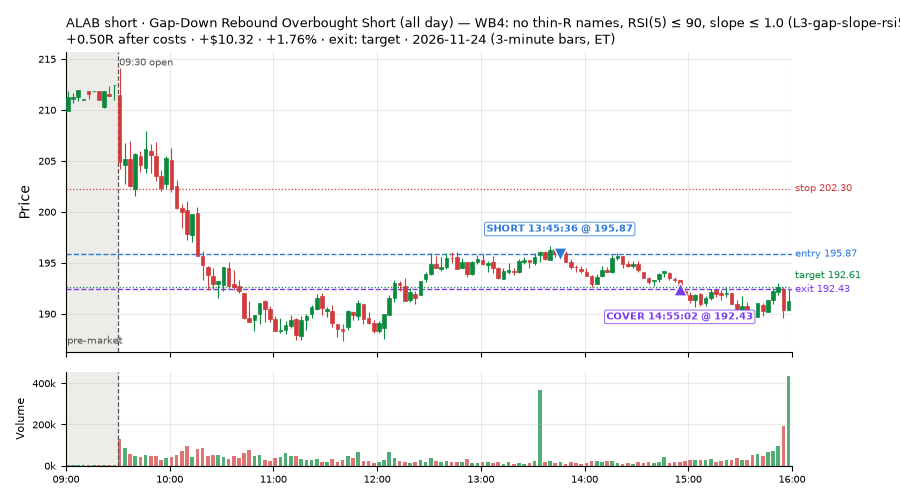 ALAB short · Gap-Down Rebound Overbought Short (all day) — WB4: no thin-R names, RSI(5) ≤ 90, slope ≤ 1.0 (L3-gap-slope-rsi5
+0.50R after costs · +$10.32 · +1.76% · exit: target · 2026-11-24 (3-minute bars, ET)
215
09:30 open
210
205
stop 202.30
200
SHORT 13:45:36 @ 195.87
entry 195.87
195
target 192.61
exit 192.43
COVER 14:55:02 @ 192.43
190
pre-market
Price
400k
200k
0k
Volume
09:00 10:00 11:00 12:00 13:00 14:00 15:00 16:00